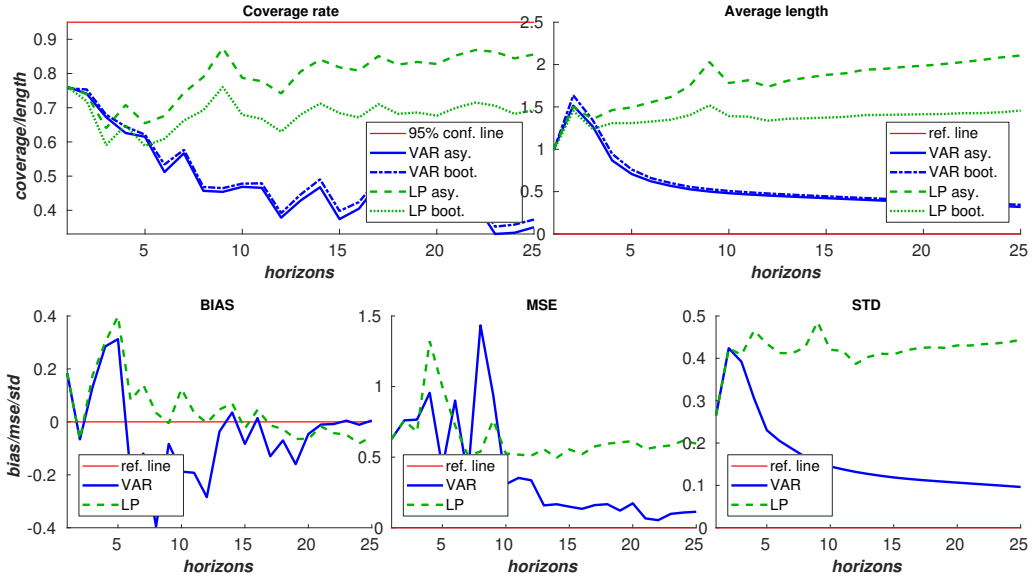 Coverage rate
coverage/length
0.9
0.8
0.7
0.6
0.5
0.4
5
10
15
20
25
horizons
95% conf. line
VAR asy.
VAR boot.
LP asy.
LP boot.
Average length
2.5
2
1.5
1
0.5
0
5
10
15
20
25
horizons
ref. line
VAR asy.
VAR boot.
LP asy.
LP boot.
BIAS
bias/mse/std
0.4
0.2
0
-0.2
-0.4
5
10
15
20
25
horizons
ref. line
VAR
LP
MSE
1.5
1
0.5
0
5
10
15
20
25
horizons
ref. line
VAR
LP
STD
0.5
0.4
0.3
0.2
0.1
0
5
10
15
20
25
horizons
ref. line
VAR
LP